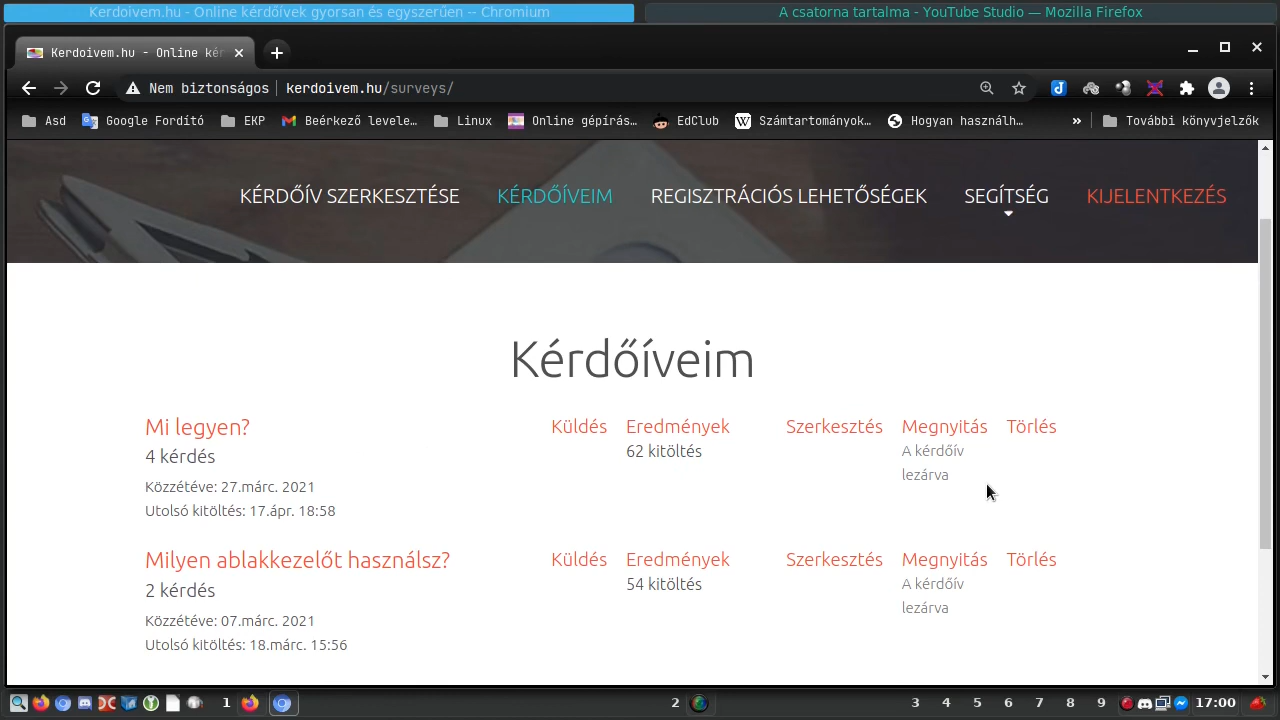 Kerdoivem.hu - Online kérdőívek gyorsan és egyszerűen -- Chromium
A csatorna tartalma - YouTube Studio — Mozilla Firefox
Kerdoivem.hu - Online kér
Nem biztonságos
kerdoivem.hu/surveys/
Asd
Google Fordító
EKP
Beérkező levele…
Linux
Online gépírás…
EdClub
Számtartományok…
Hogyan használh…
»
További könyvjelzők
KÉRDŐÍV SZERKESZTÉSE
KÉRDŐÍVEIM
REGISZTRÁCIÓS LEHETŐSÉGEK
SEGÍTSÉG
KIJELENTKEZÉS
Kérdőíveim
Mi legyen?
Küldés
Eredmények
Szerkesztés
Megnyitás
Törlés
4 kérdés
62 kitöltés
A kérdőív
lezárva
Közzétéve: 27.márc. 2021
Utolsó kitöltés: 17.ápr. 18:58
Milyen ablakkezelőt használsz?
Küldés
Eredmények
Szerkesztés
Megnyitás
Törlés
2 kérdés
54 kitöltés
A kérdőív
lezárva
Közzétéve: 07.márc. 2021
Utolsó kitöltés: 18.márc. 15:56
1
2
3
4
5
6
7
8
9
17:00